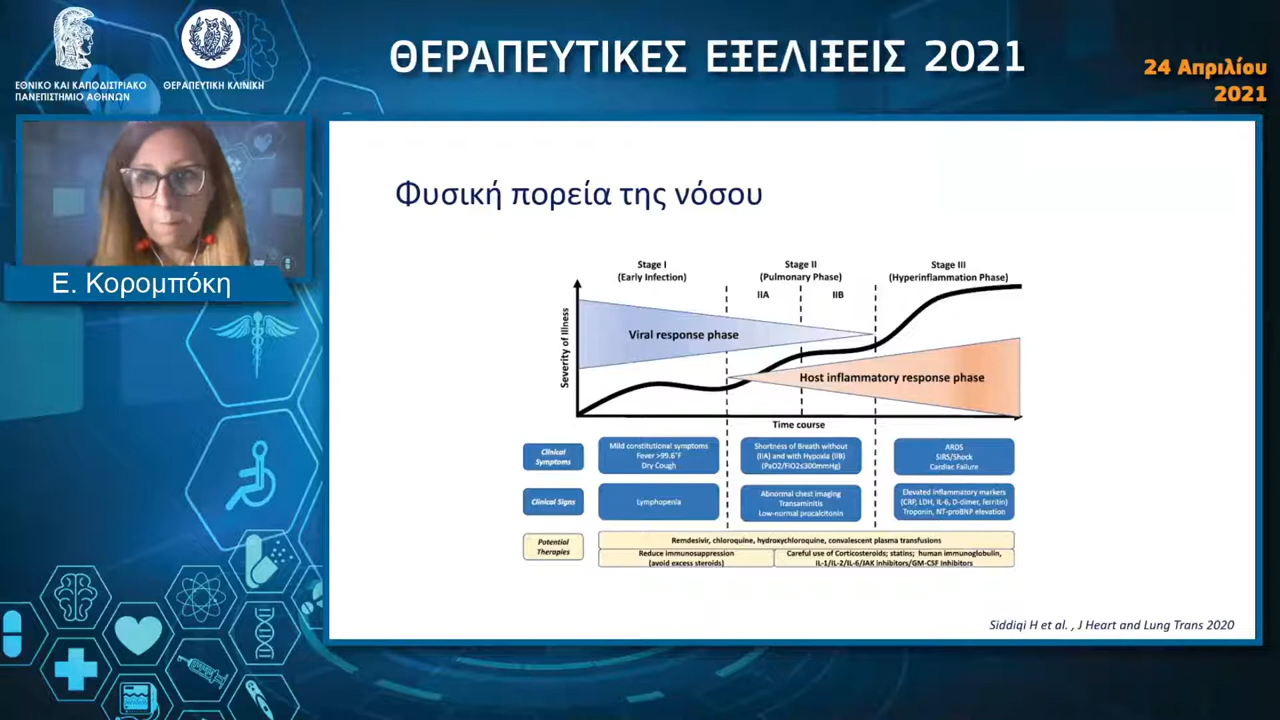 ΕΘΝΙΚΟ ΚΑΙ ΚΑΠΟΔΙΣΤΡΙΑΚΟ
ΠΑΝΕΠΙΣΤΗΜΙΟ ΑΘΗΝΩΝ
ΘΕΡΑΠΕΥΤΙΚΗ ΚΛΙΝΙΚΗ
ΘΕΡΑΠΕΥΤΙΚΕΣ ΕΞΕΛΙΞΕΙΣ 2021
24 Απριλίου
2021
Ε. Κορομπόκη
Φυσική πορεία της νόσου
Stage I
(Early Infection)
Stage II
(Pulmonary Phase)
IIA
IIB
Stage III
(Hyperinflammation Phase)
Severity of Illness
Viral response phase
Host inflammatory response phase
Time course
Clinical
Symptoms
Mild constitutional symptoms
Fever >99.6°F
Dry Cough
Shortness of Breath without
(IIA) and with Hypoxia (IIB)
(PaO2/FiO2≤300mmHg)
ARDS
SIRS/Shock
Cardiac Failure
Clinical Signs
Lymphopenia
Abnormal chest imaging
Transaminitis
Low-normal procalcitonin
Elevated inflammatory markers
(CRP, LDH, IL-6, D-dimer, ferritin)
Troponin, NT-proBNP elevation
Potential
Therapies
Remdesivir, chloroquine, hydroxychloroquine, convalescent plasma transfusions
Reduce immunosuppression
(avoid excess steroids)
Careful use of Corticosteroids; statins; human immunoglobulin,
IL-1/IL-2/IL-6/JAK inhibitors/GM-CSF Inhibitors
Siddiqi H et al. , J Heart and Lung Trans 2020